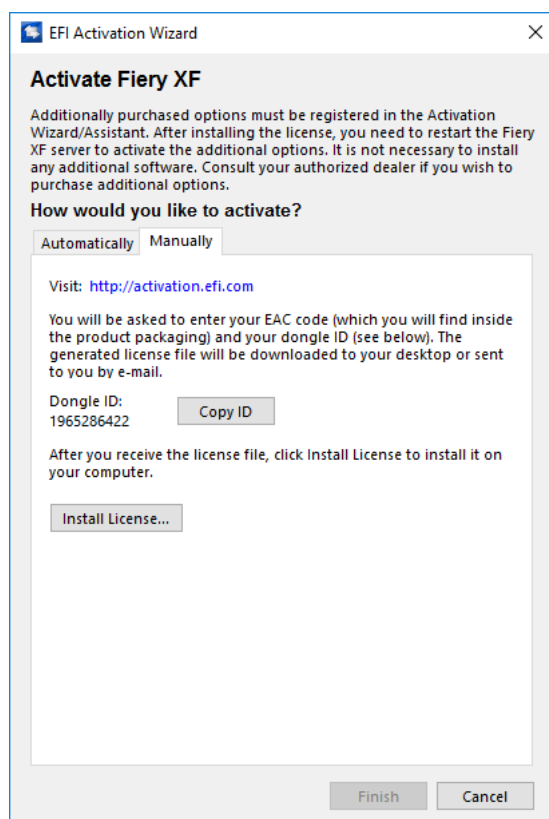 EFI Activation Wizard
Activate Fiery XF
Additionally purchased options must be registered in the Activation
Wizard/Assistant. After installing the license, you need to restart the Fiery
XF server to activate the additional options. It is not necessary to install
any additional software. Consult your authorized dealer if you wish to
purchase additional options.
How would you like to activate?
Automatically Manually
Visit: http://activation.efi.com
You will be asked to enter your EAC code (which you will find inside
the product packaging) and your dongle ID (see below). The
generated license file will be downloaded to your desktop or sent
to you by e-mail.
Dongle ID:
1965286422
Copy ID
After you receive the license file, click Install License to install it on
your computer.
Install License...
Finish Cancel